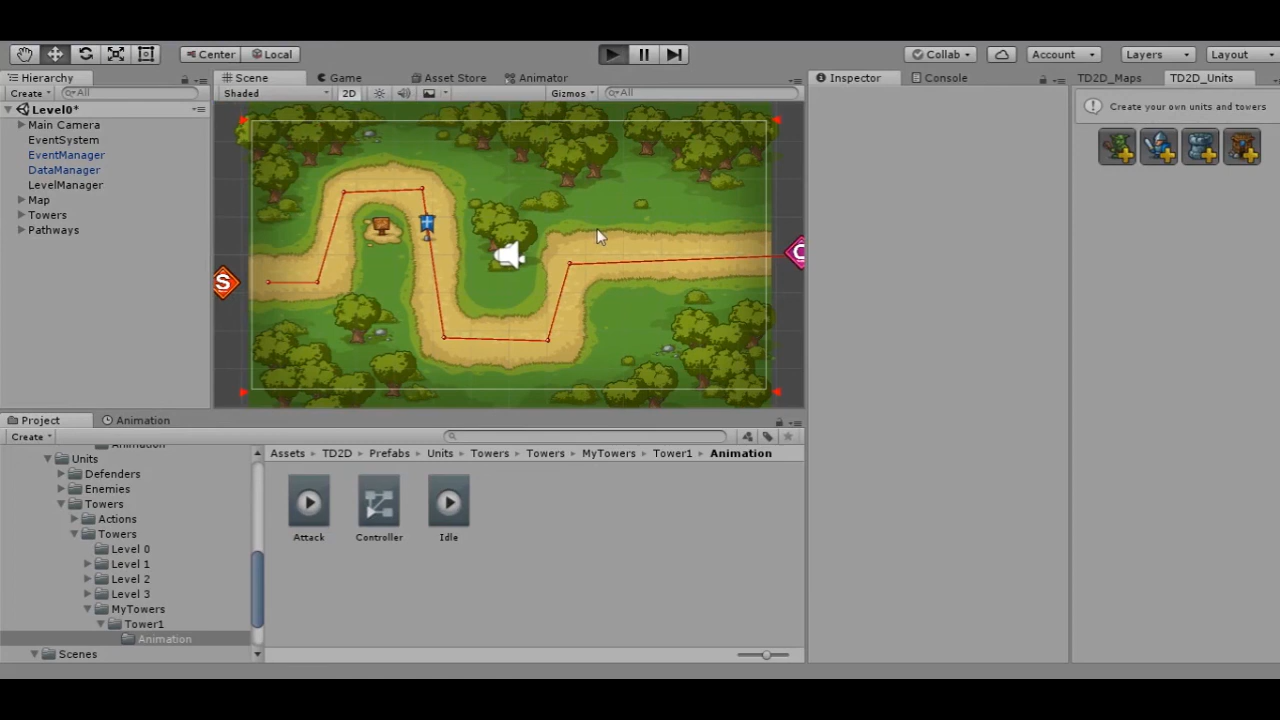 Center Local Collab Account Layers Layout
Hierarchy Scene Game Asset Store Animator Inspector Console TD2D_Maps TD2D_Units
Create All Shaded 2D Gizmos All
Create your own units and towers
Level0*
Main Camera
EventSystem
EventManager
DataManager
LevelManager
Map
Towers
Pathways
S
C
Project Animation
Create
Animation
Assets TD2D Prefabs Units Towers Towers MyTowers Tower1 Animation
Units
Defenders
Enemies
Towers
Actions
Towers
Level 0
Level 1
Level 2
Level 3
MyTowers
Tower1
Animation
Scenes
Attack Controller Idle